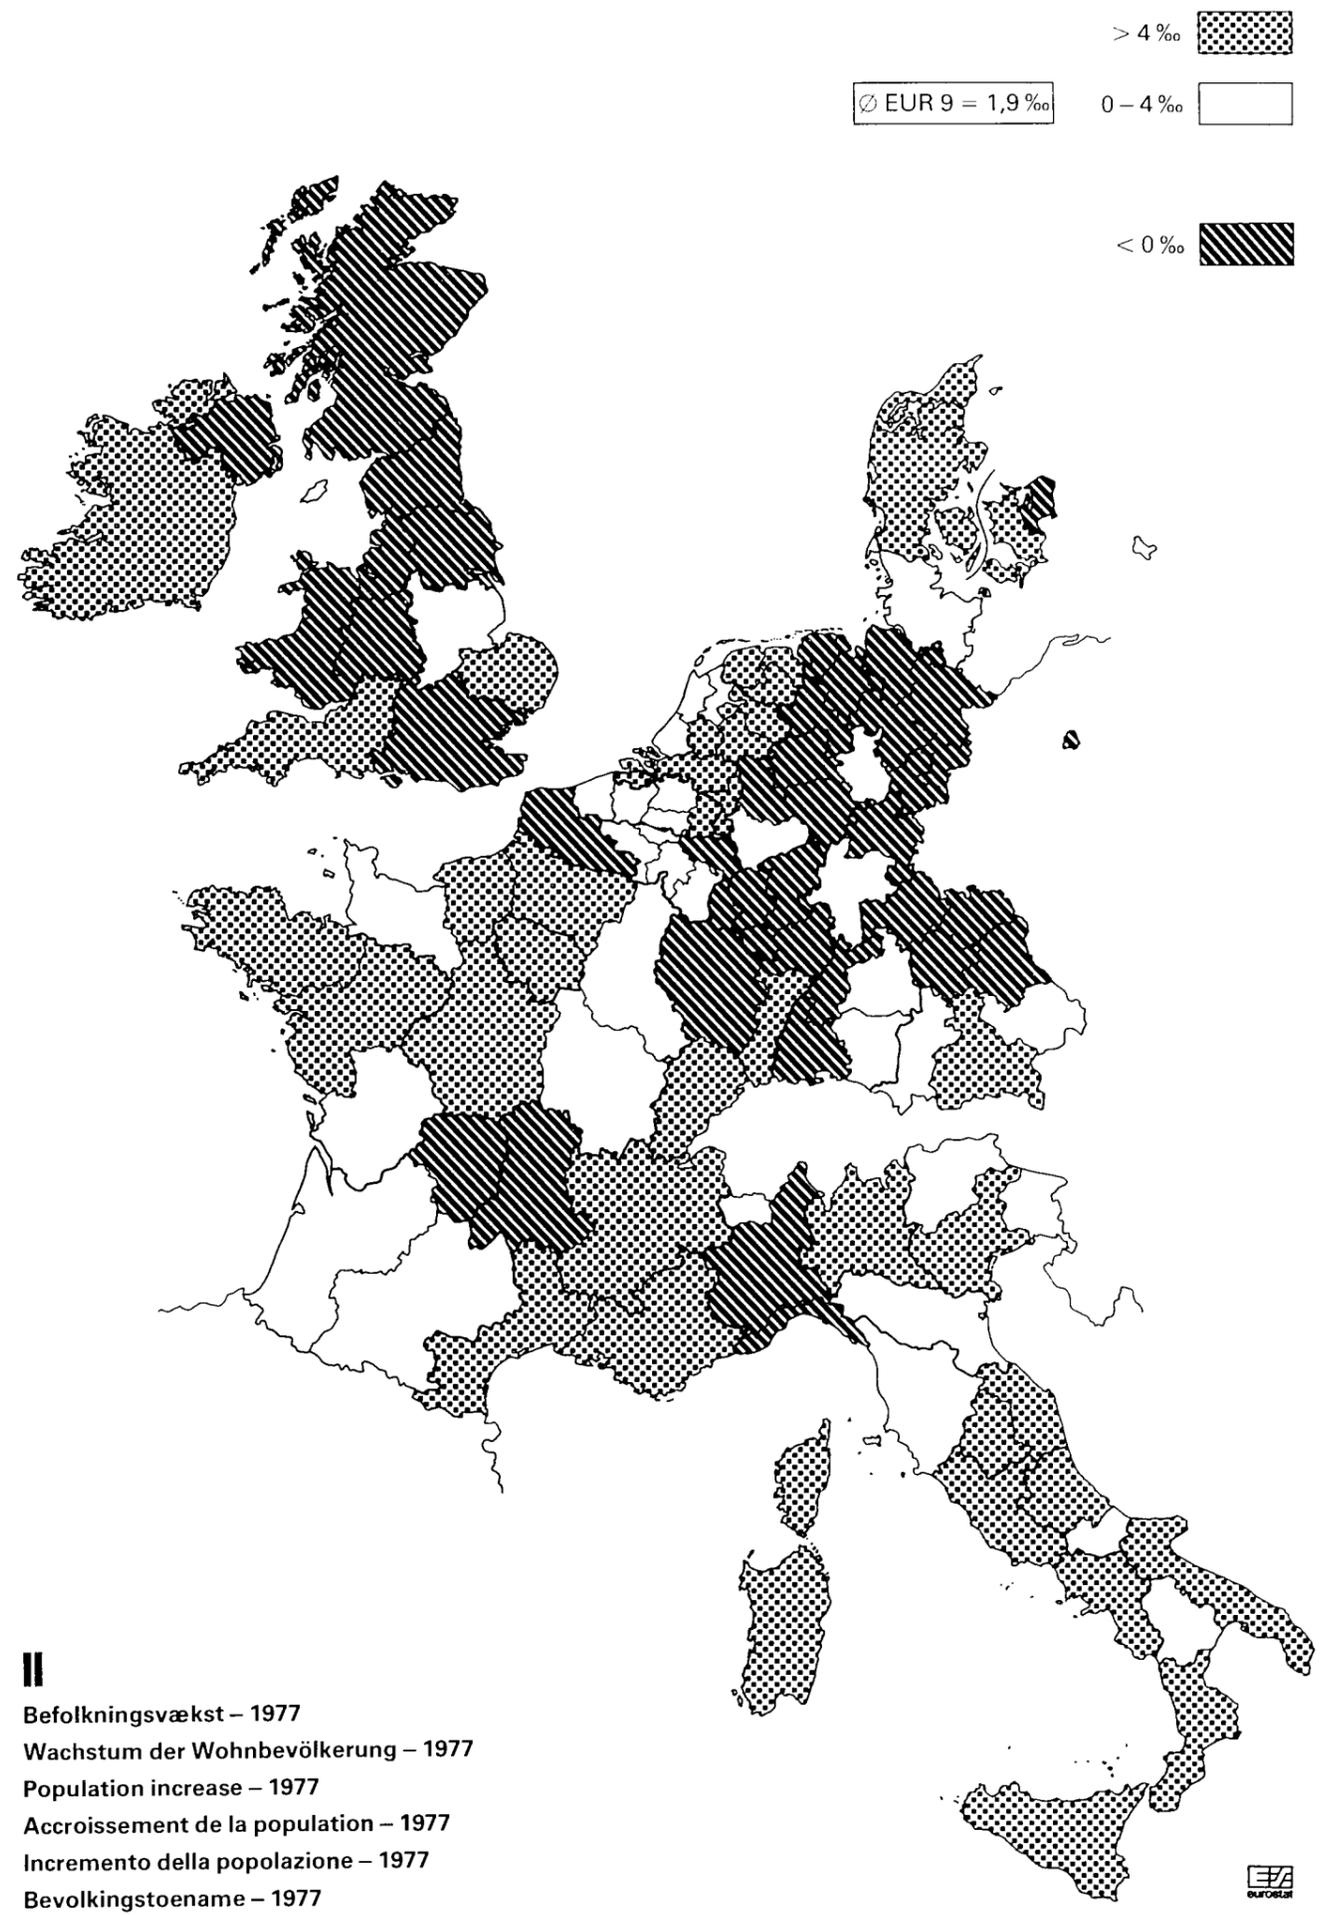 > 4 ‰
∅ EUR 9 = 1,9 ‰
0 – 4 ‰
< 0 ‰
II
Befolkningsvækst – 1977
Wachstum der Wohnbevölkerung – 1977
Population increase – 1977
Accroissement de la population – 1977
Incremento della popolazione – 1977
Bevolkingstoename – 1977
eurostat